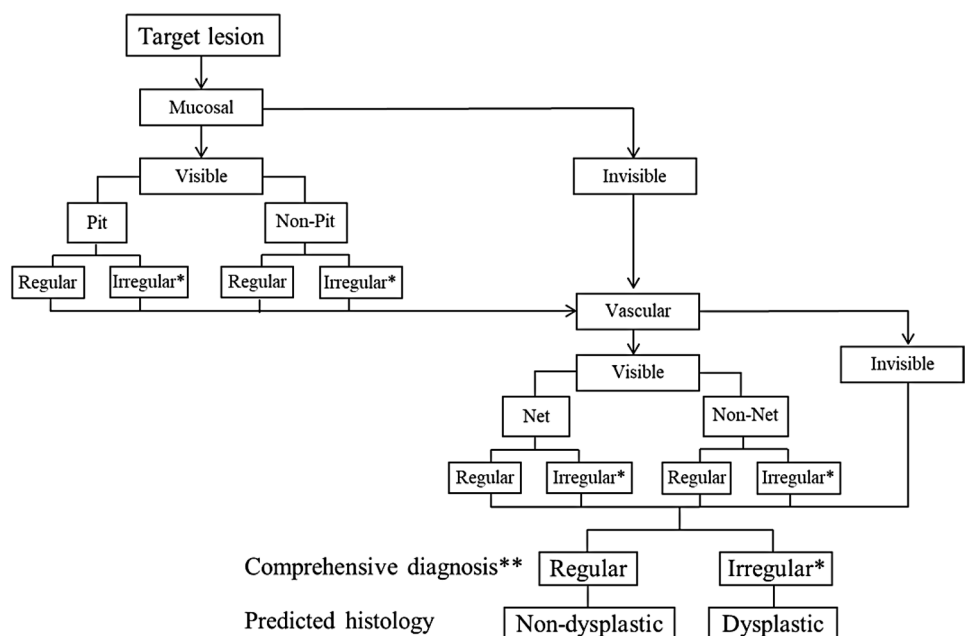 Target lesion
Mucosal
Visible
Invisible
Pit
Non-Pit
Regular
Irregular*
Regular
Irregular*
Vascular
Visible
Invisible
Net
Non-Net
Regular
Irregular*
Regular
Irregular*
Comprehensive diagnosis** Regular Irregular*
Predicted histology Non-dysplastic Dysplastic